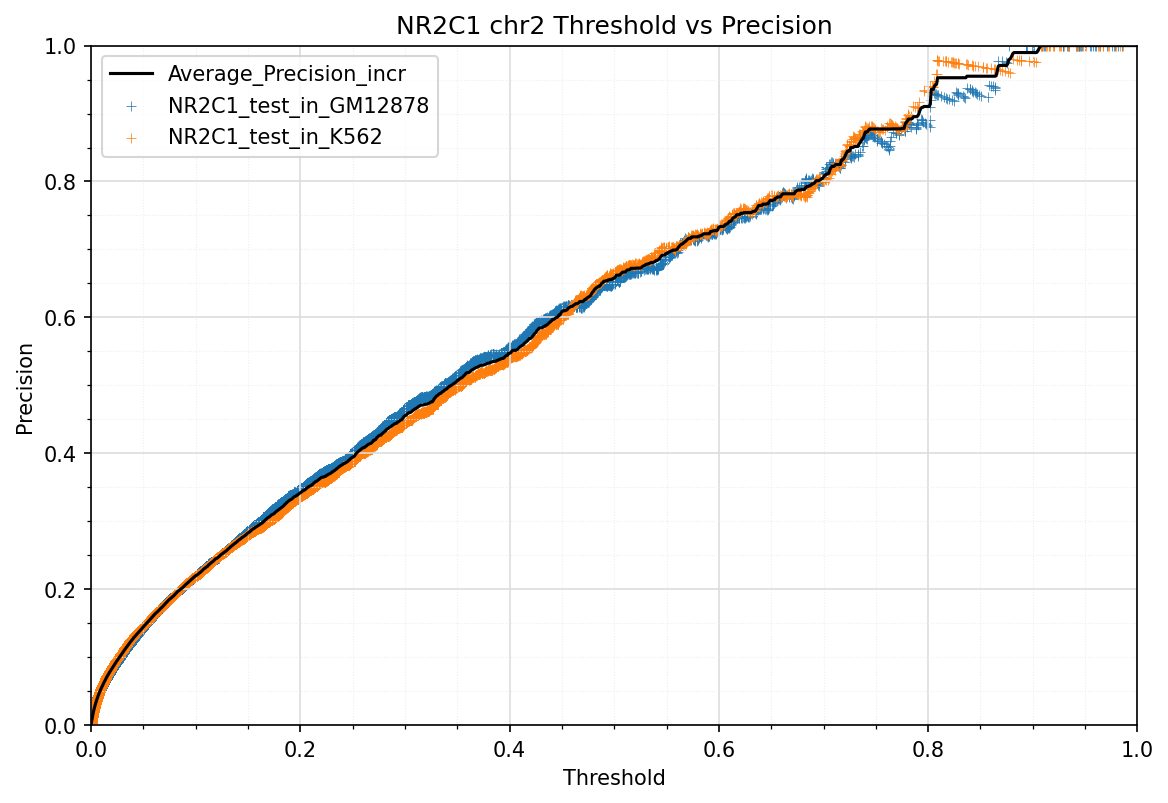 NR2C1 chr2 Threshold vs Precision
Average_Precision_incr
NR2C1_test_in_GM12878
NR2C1_test_in_K562
1.0
0.8
0.6
0.4
0.2
0.0
Precision
0.0 0.2 0.4 0.6 0.8 1.0
Threshold